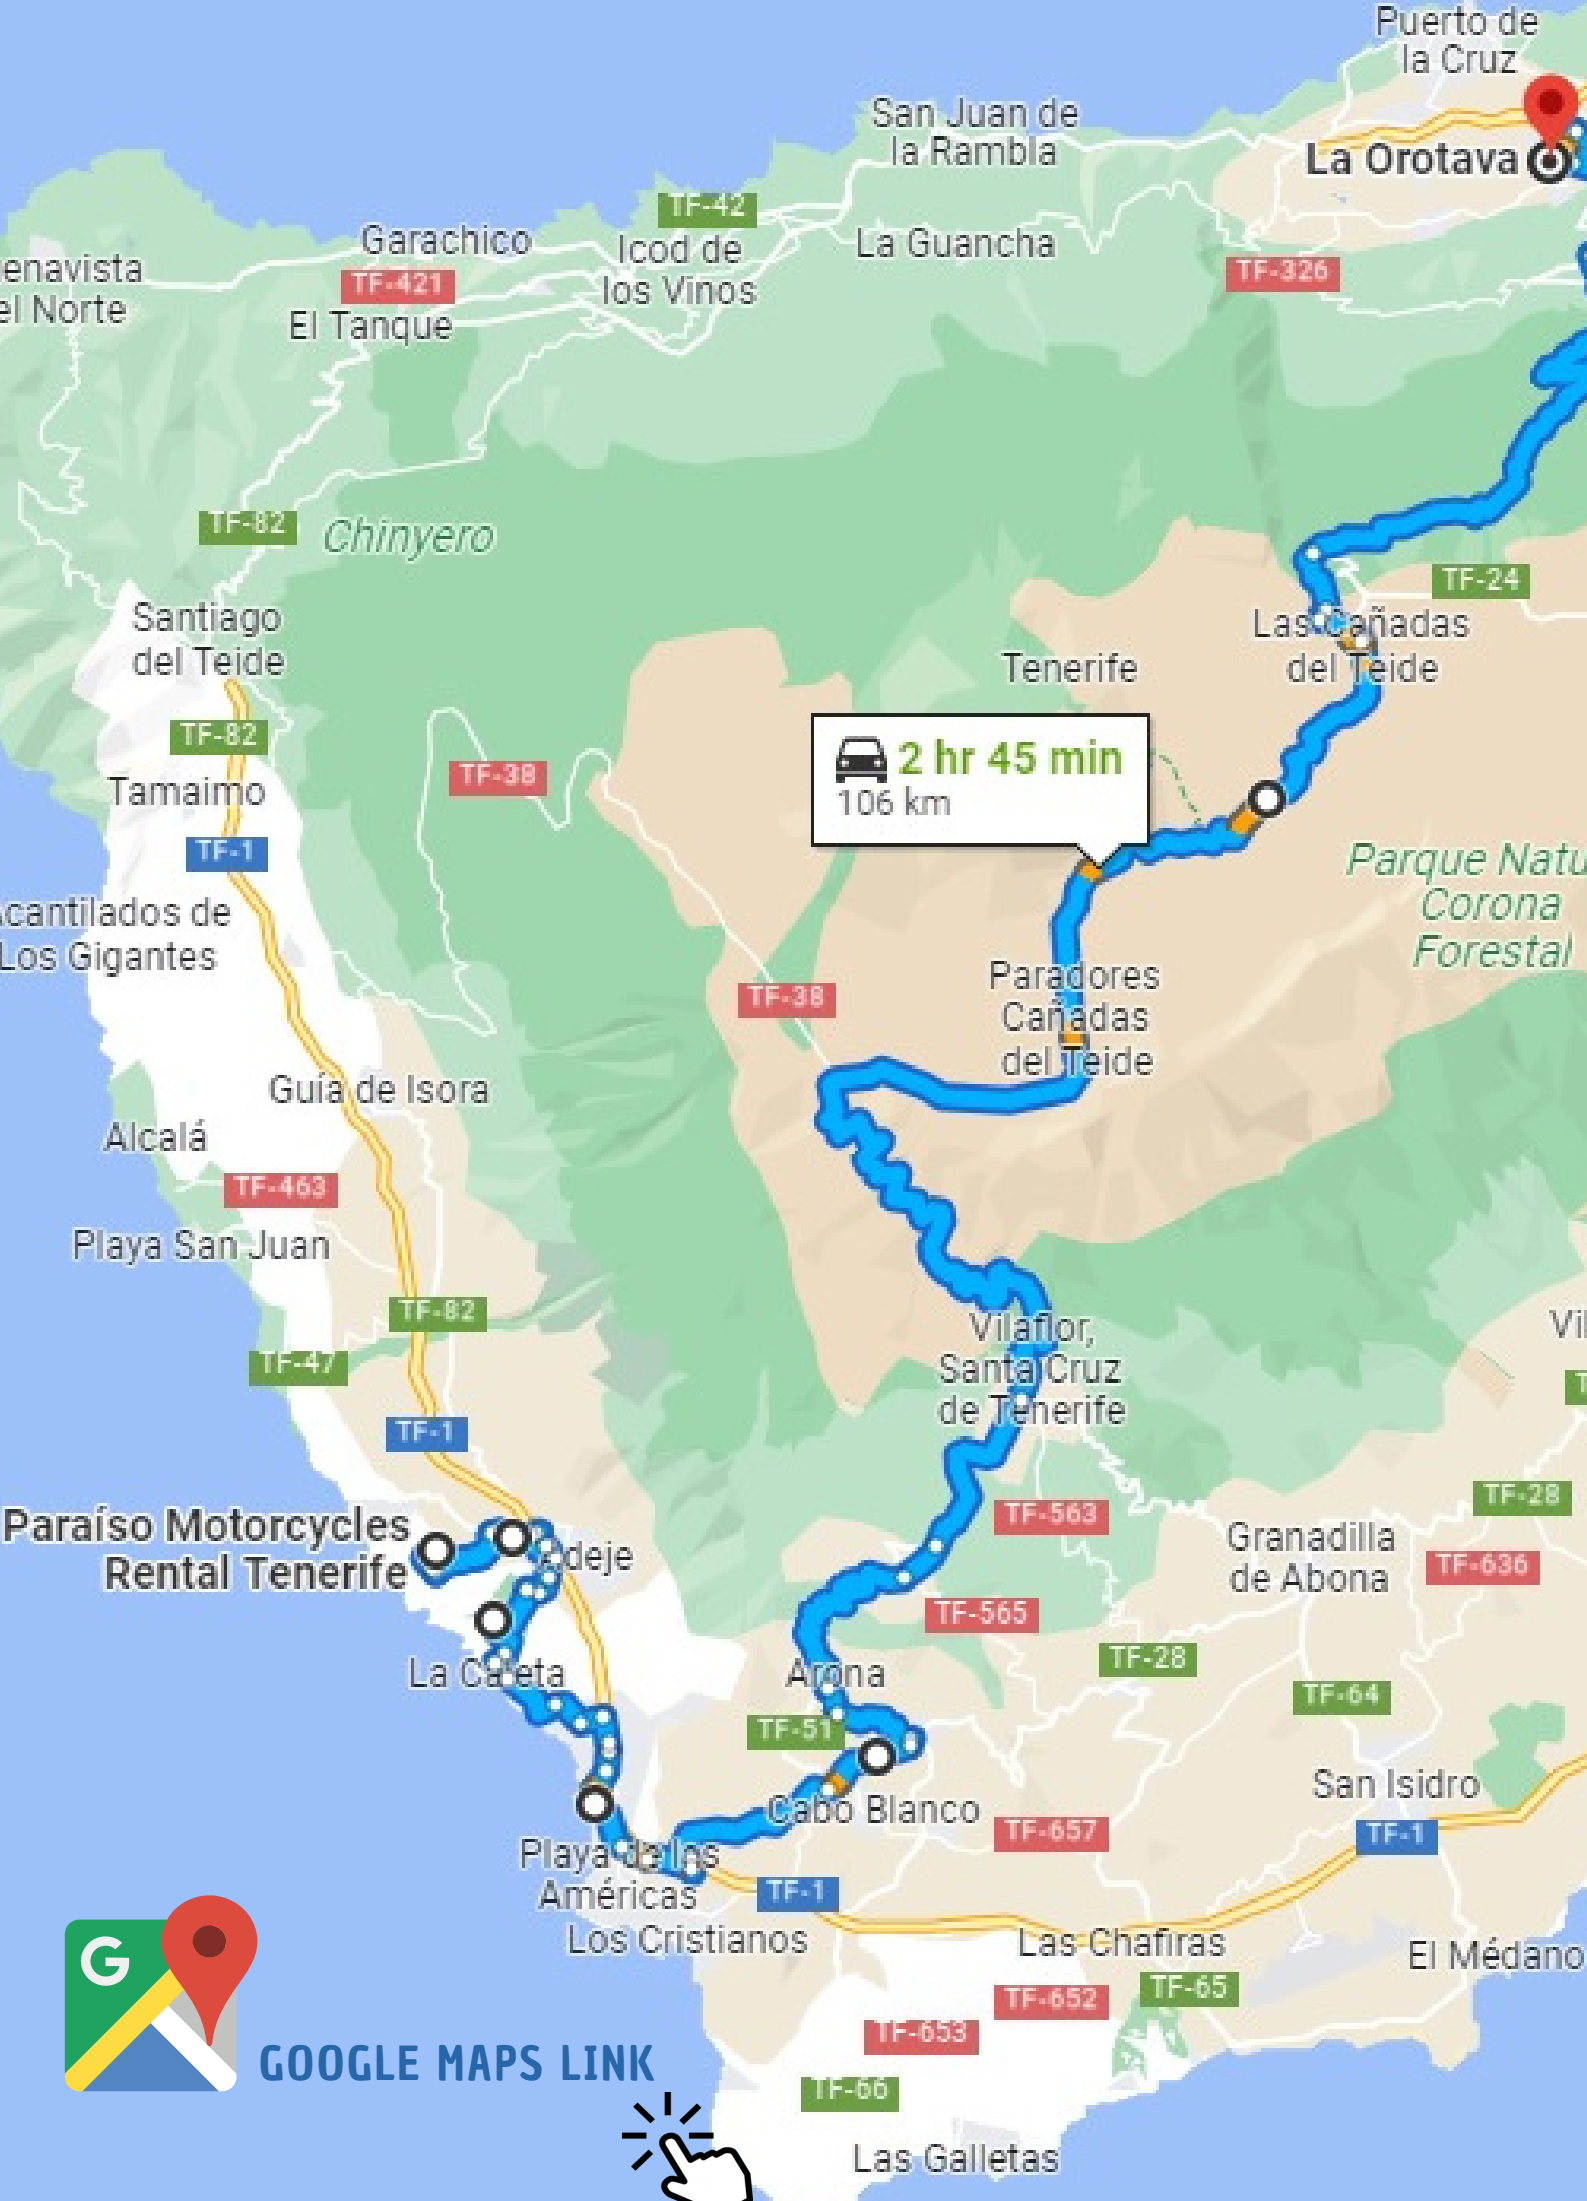 Puerto de
la Cruz
San Juan de
la Rambla
La Orotava
TF-42
Garachico
Icod de
los Vinos
La Guancha
enavista
el Norte
TF-421
TF-326
El Tanque
TF-82
Chinyero
TF-24
Santiago
del Teide
Las Cañadas
del Teide
Tenerife
TF-82
TF-38
2 hr 45 min
106 km
Tamaimo
TF-1
Parque Natu
Corona
Forestal
cantilados de
Los Gigantes
TF-38
Paradores
Cañadas
del Teide
Guía de Isora
Alcalá
TF-463
Playa San Juan
TF-82
TF-47
Vilaflor,
Santa Cruz
de Tenerife
Vil
T
TF-1
TF-28
TF-563
Paraíso Motorcycles
Rental Tenerife
deje
Granadilla
de Abona
TF-636
TF-565
TF-28
La Caleta
Arona
TF-64
TF-51
San Isidro
Cabo Blanco
TF-657
TF-1
Playa de las
Américas
TF-1
Los Cristianos
Las Chafiras
El Médano
TF-65
TF-652
TF-653
G
GOOGLE MAPS LINK
TF-66
Las Galletas